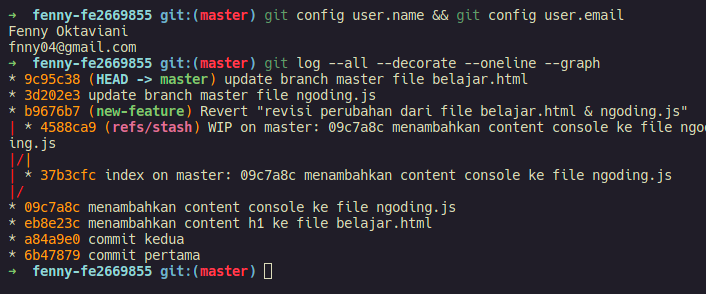 ➜  fenny-fe2669855 git:(master) git config user.name && git config user.email
Fenny Oktaviani
fnny04@gmail.com
➜  fenny-fe2669855 git:(master) git log --all --decorate --oneline --graph
* 9c95c38 (HEAD -> master) update branch master file belajar.html
* 3d202e3 update branch master file ngoding.js
* b9676b7 (new-feature) Revert "revisi perubahan dari file belajar.html & ngoding.js"
| * 4588ca9 (refs/stash) WIP on master: 09c7a8c menambahkan content console ke file ngod
ing.js
|/|
| * 37b3cfc index on master: 09c7a8c menambahkan content console ke file ngoding.js
|/
* 09c7a8c menambahkan content console ke file ngoding.js
* eb8e23c menambahkan content h1 ke file belajar.html
* a84a9e0 commit kedua
* 6b47879 commit pertama
➜  fenny-fe2669855 git:(master)